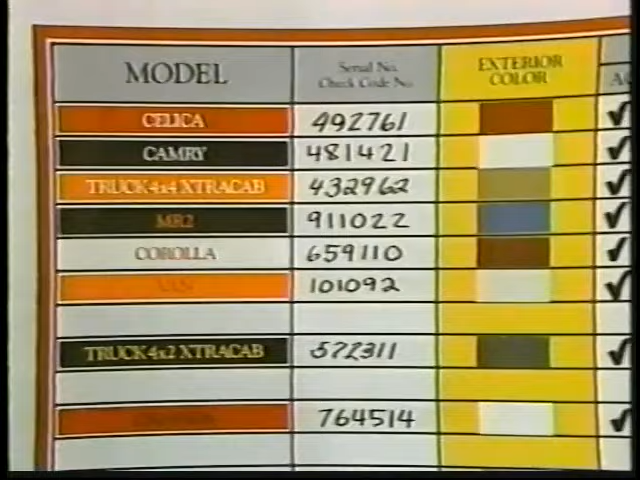 MODEL Serial No. Check Code No. EXTERIOR COLOR
CELICA 492761
CAMRY 481421
TRUCK 4x4 XTRACAB 432962
MR2 911022
COROLLA 659110
VAN 101092
TRUCK 4x2 XTRACAB 572311
764514